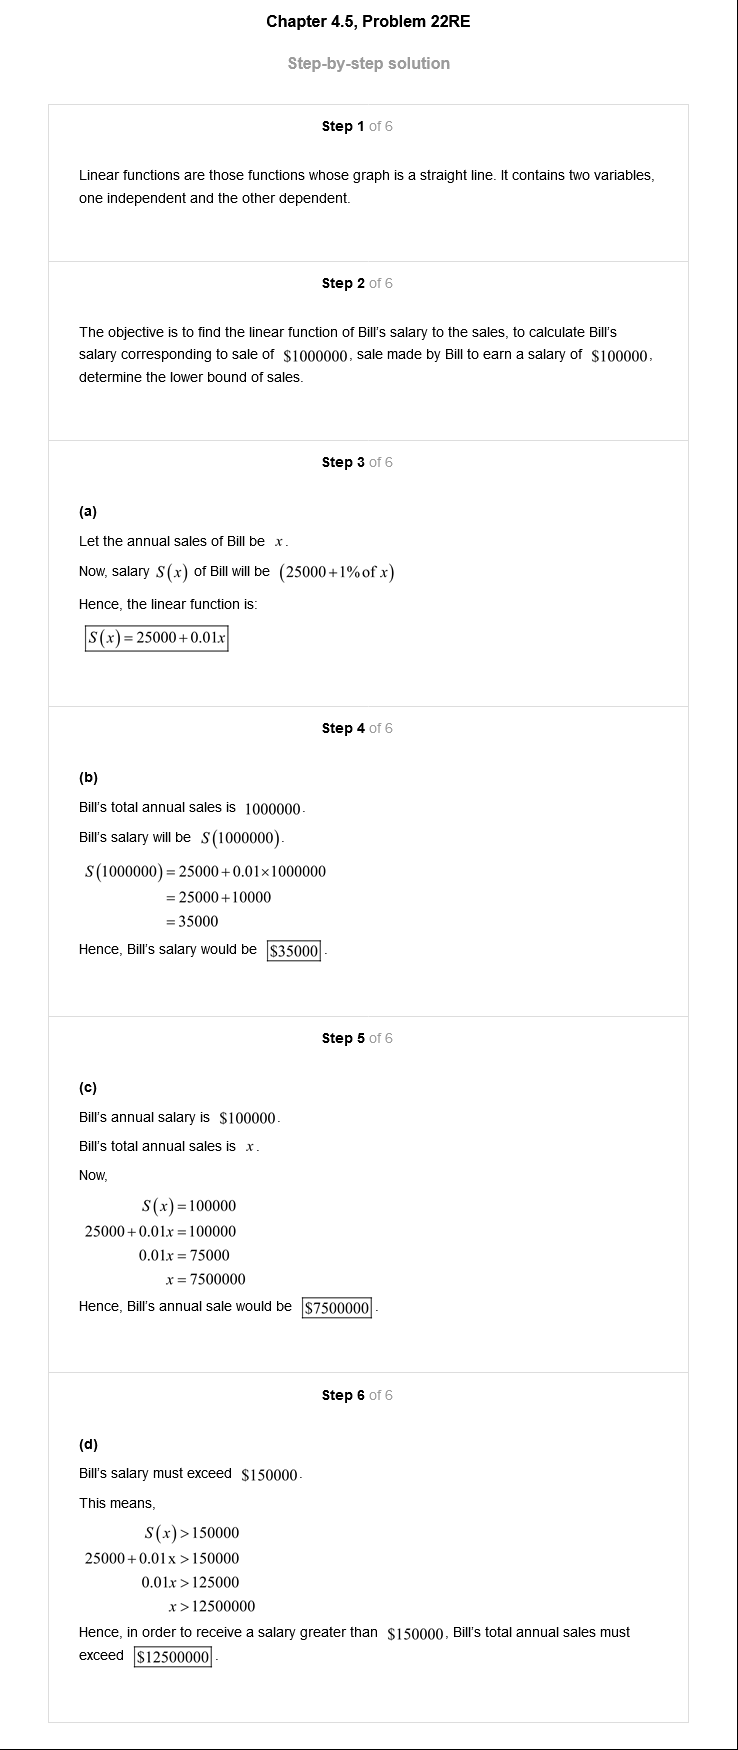 Chapter 4.5, Problem 22RE
Step-by-step solution
Step 1 of 6
Linear functions are those functions whose graph is a straight line. It contains two variables,
one independent and the other dependent.
Step 2 of 6
The objective is to find the linear function of Bill's salary to the sales, to calculate Bill's
salary corresponding to sale of $1000000, sale made by Bill to earn a salary of $100000,
determine the lower bound of sales.
Step 3 of 6
(a)
Let the annual sales of Bill be x.
Now, salary S(x) of Bill will be (25000+1% of x)
Hence, the linear function is:
S(x)=25000+0.01x
Step 4 of 6
(b)
Bill's total annual sales is 1000000.
Bill's salary will be S(1000000).
S(1000000)=25000+0.01×1000000
=25000+10000
=35000
Hence, Bill's salary would be $35000.
Step 5 of 6
(c)
Bill's annual salary is $100000.
Bill's total annual sales is x.
Now,
S(x)=100000
25000+0.01x=100000
0.01x=75000
x=7500000
Hence, Bill's annual sale would be $7500000.
Step 6 of 6
(d)
Bill's salary must exceed $150000.
This means,
S(x)>150000
25000+0.01x>150000
0.01x>125000
x>12500000
Hence, in order to receive a salary greater than $150000, Bill's total annual sales must
exceed $12500000.